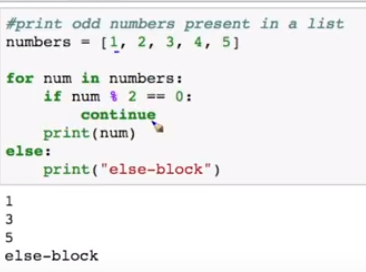 #print odd numbers present in a list
numbers = [1, 2, 3, 4, 5]
for num in numbers:
    if num % 2 == 0:
        continue
    print(num)
else:
    print("else-block")
1
3
5
else-block